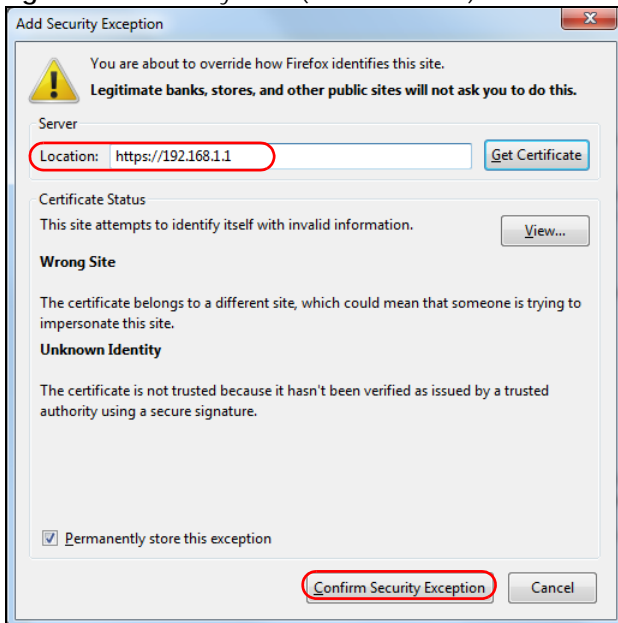 Add Security Exception
You are about to override how Firefox identifies this site.
Legitimate banks, stores, and other public sites will not ask you to do this.
Server
Location: https://192.168.1.1 Get Certificate
Certificate Status
This site attempts to identify itself with invalid information.
View...
Wrong Site
The certificate belongs to a different site, which could mean that someone is trying to
impersonate this site.
Unknown Identity
The certificate is not trusted because it hasn't been verified as issued by a trusted
authority using a secure signature.
Permanently store this exception
Confirm Security Exception Cancel